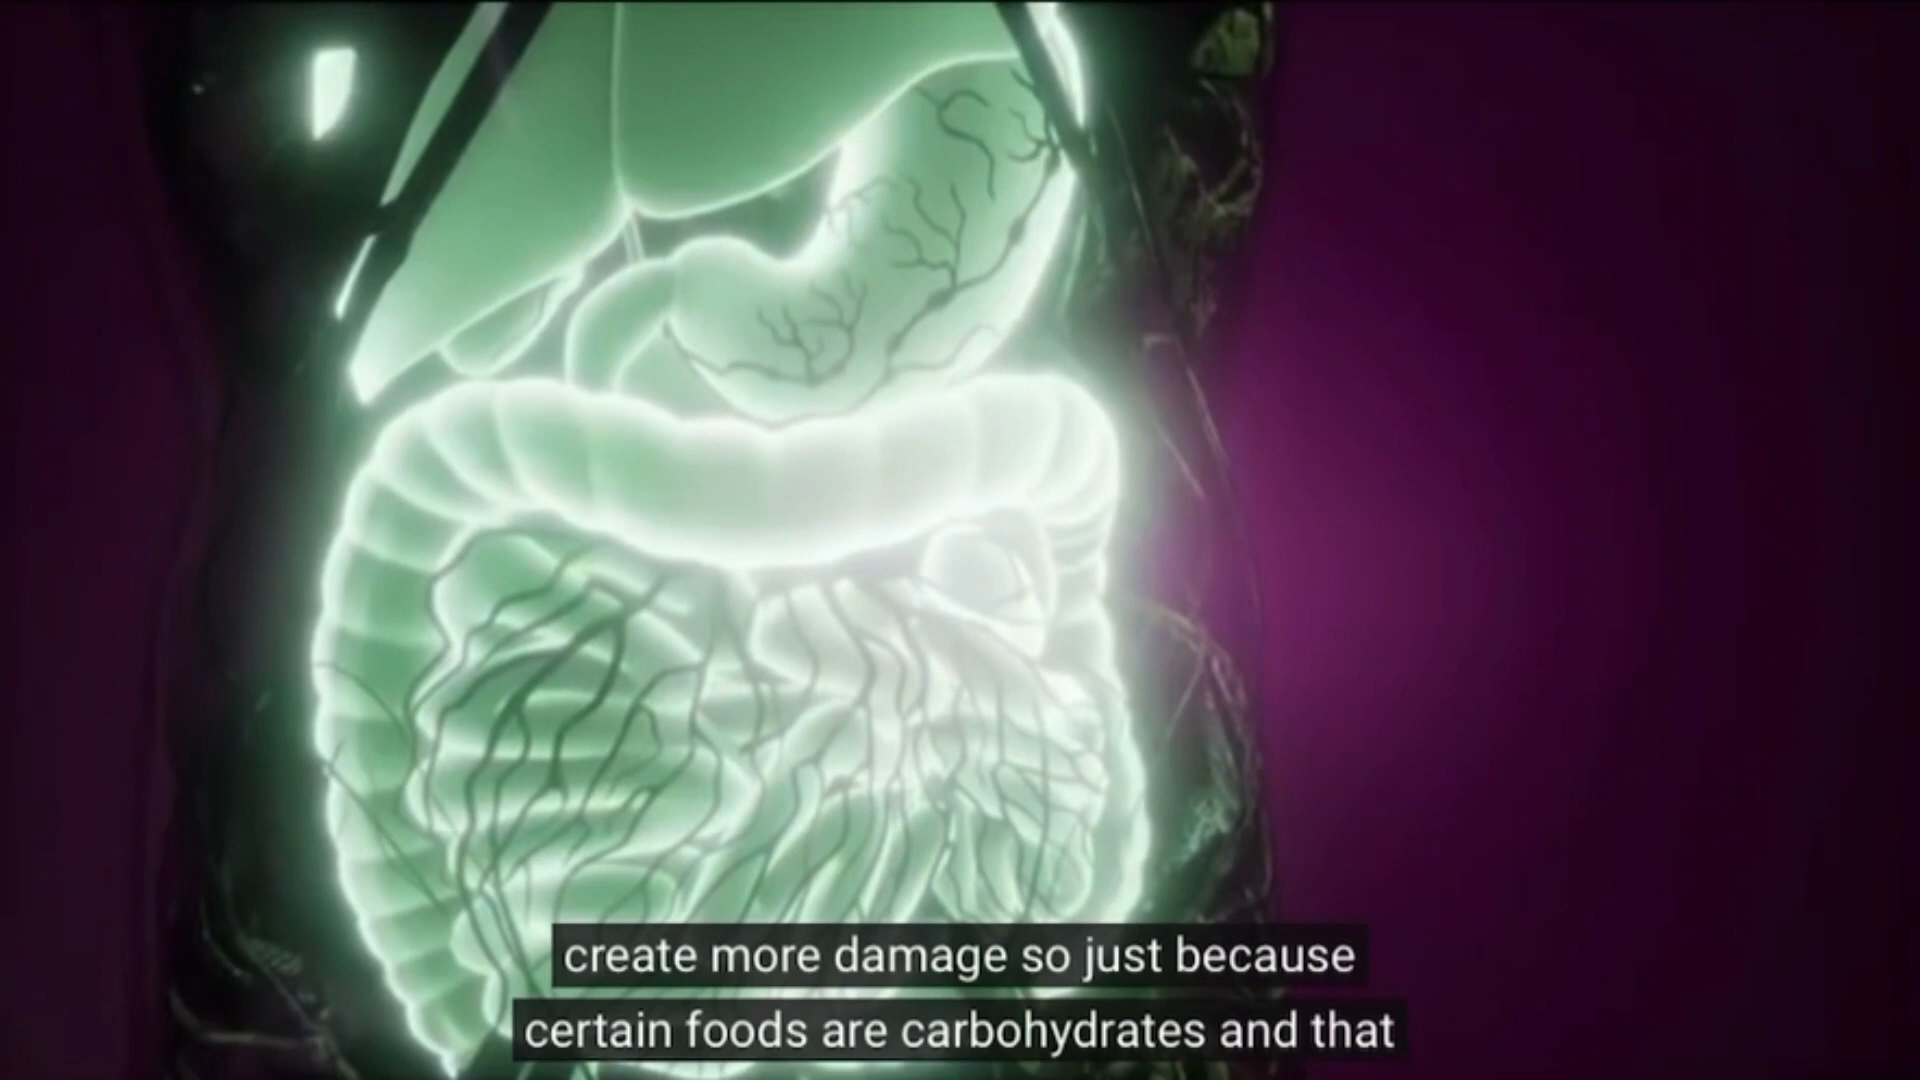 create more damage so just because
certain foods are carbohydrates and that